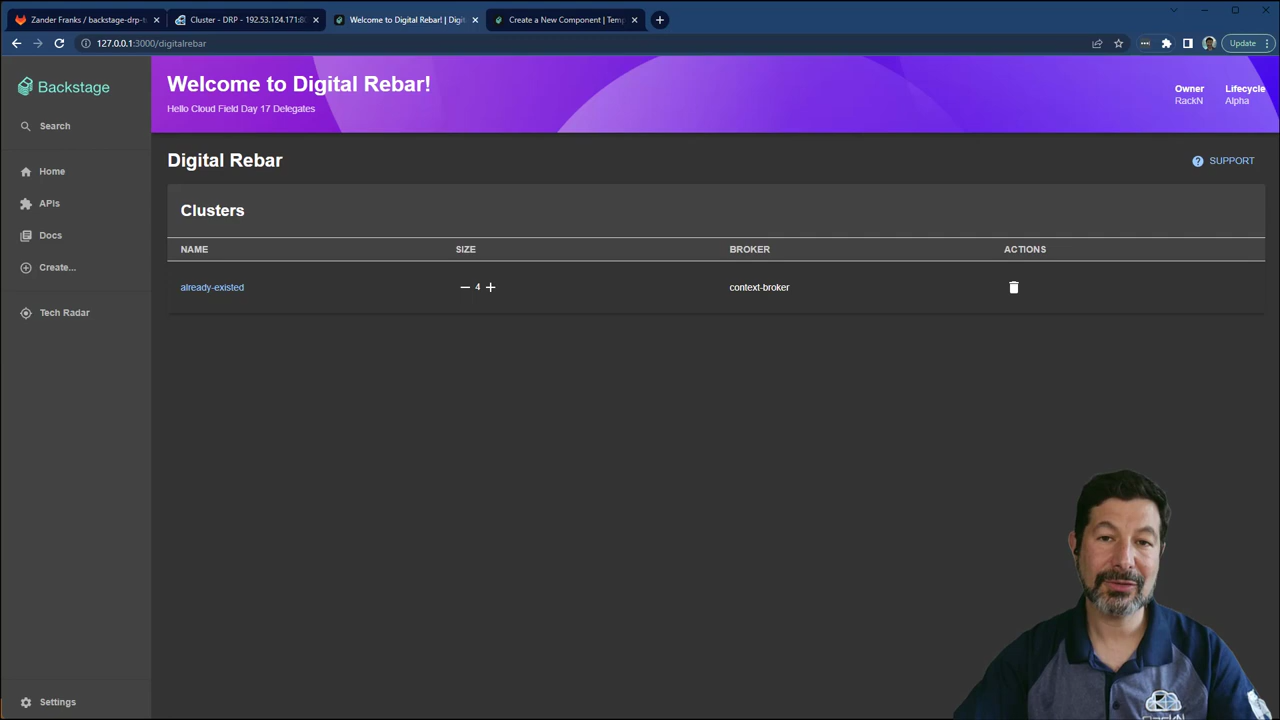 Zander Franks / backstage-drp-t
Cluster - DRP - 192.53.124.171:8
Welcome to Digital Rebar! | Digit
Create a New Component | Temp
127.0.0.1:3000/digitalrebar
Update
Backstage
Search
Home
APIs
Docs
Create...
Tech Radar
Settings
Welcome to Digital Rebar!
Hello Cloud Field Day 17 Delegates
Owner
RackN
Lifecycle
Alpha
Digital Rebar
SUPPORT
Clusters
NAME SIZE BROKER ACTIONS
already-existed 4 context-broker
RackN